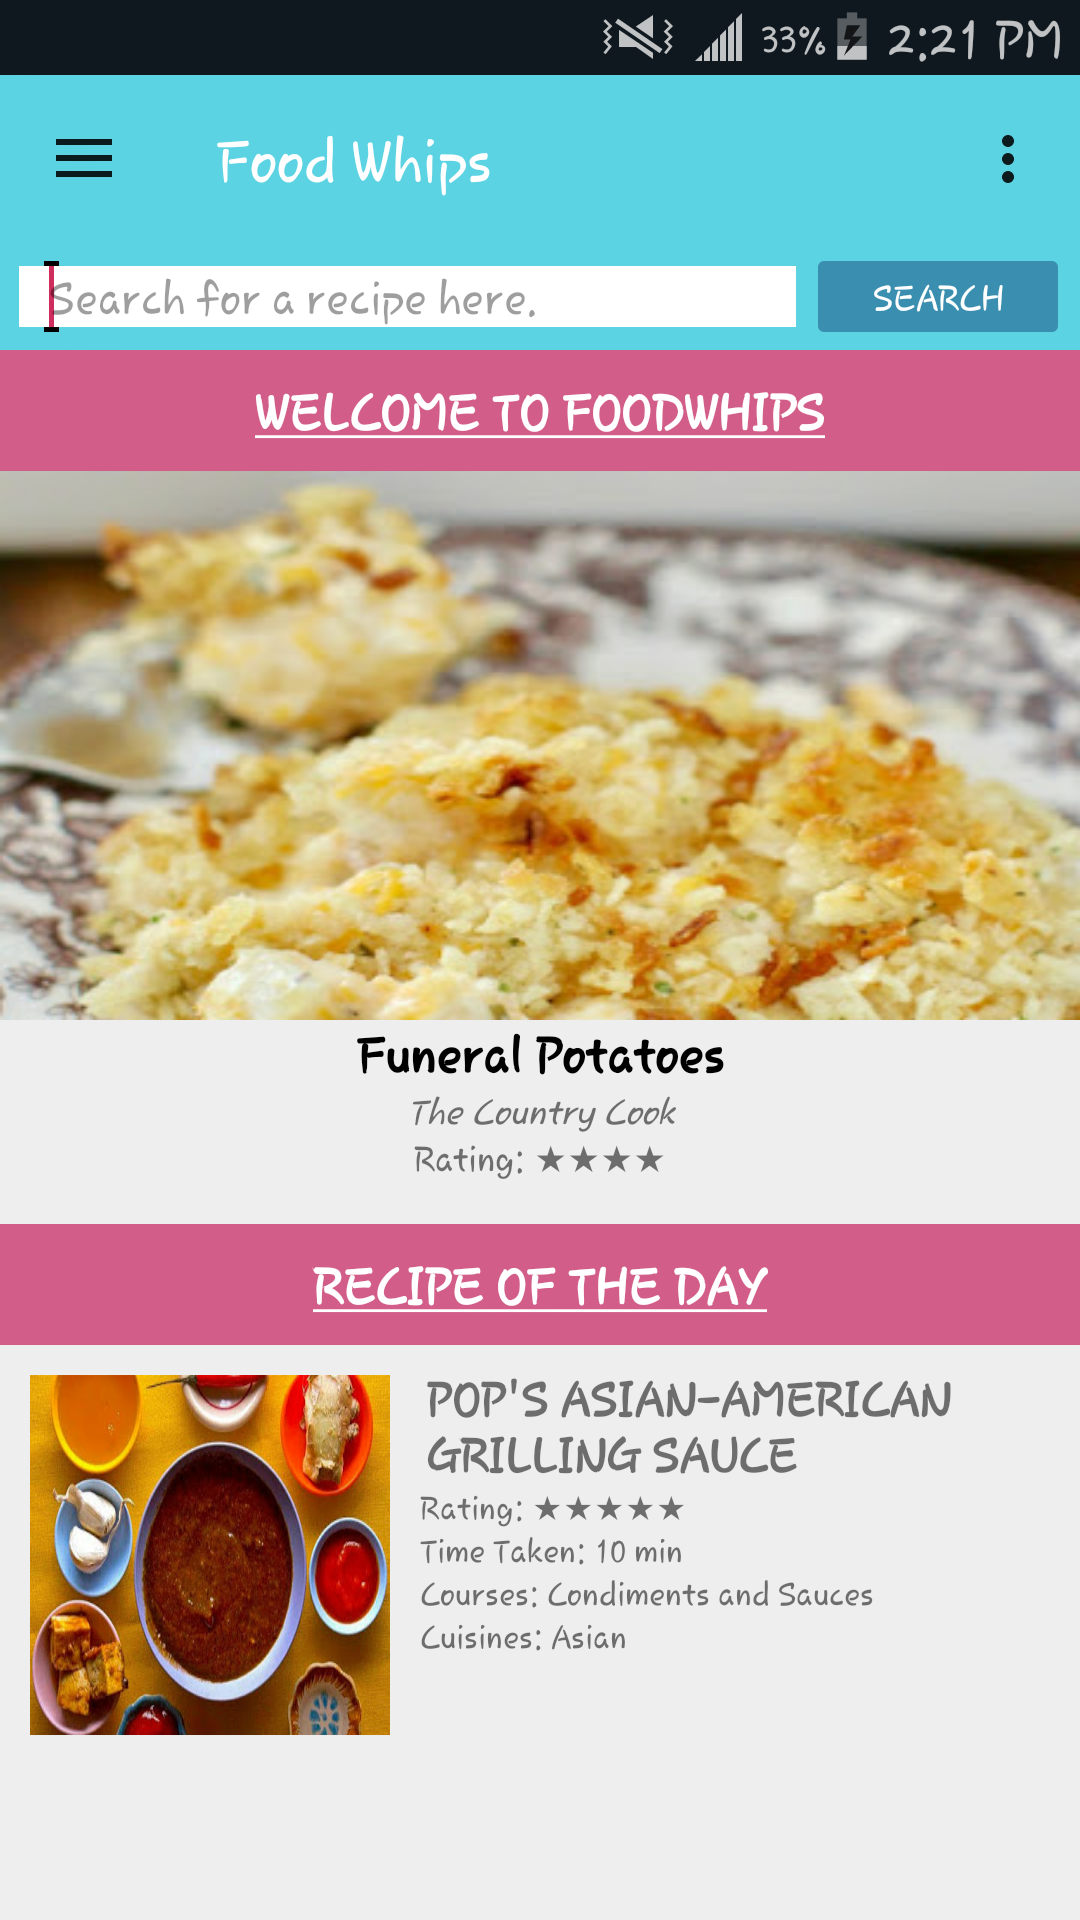 33% 2:21 PM
Food Whips
Search for a recipe here.
SEARCH
WELCOME TO FOODWHIPS
Funeral Potatoes
The Country Cook
Rating: ★★★★
RECIPE OF THE DAY
POP'S ASIAN-AMERICAN
GRILLING SAUCE
Rating: ★★★★★
Time Taken: 10 min
Courses: Condiments and Sauces
Cuisines: Asian